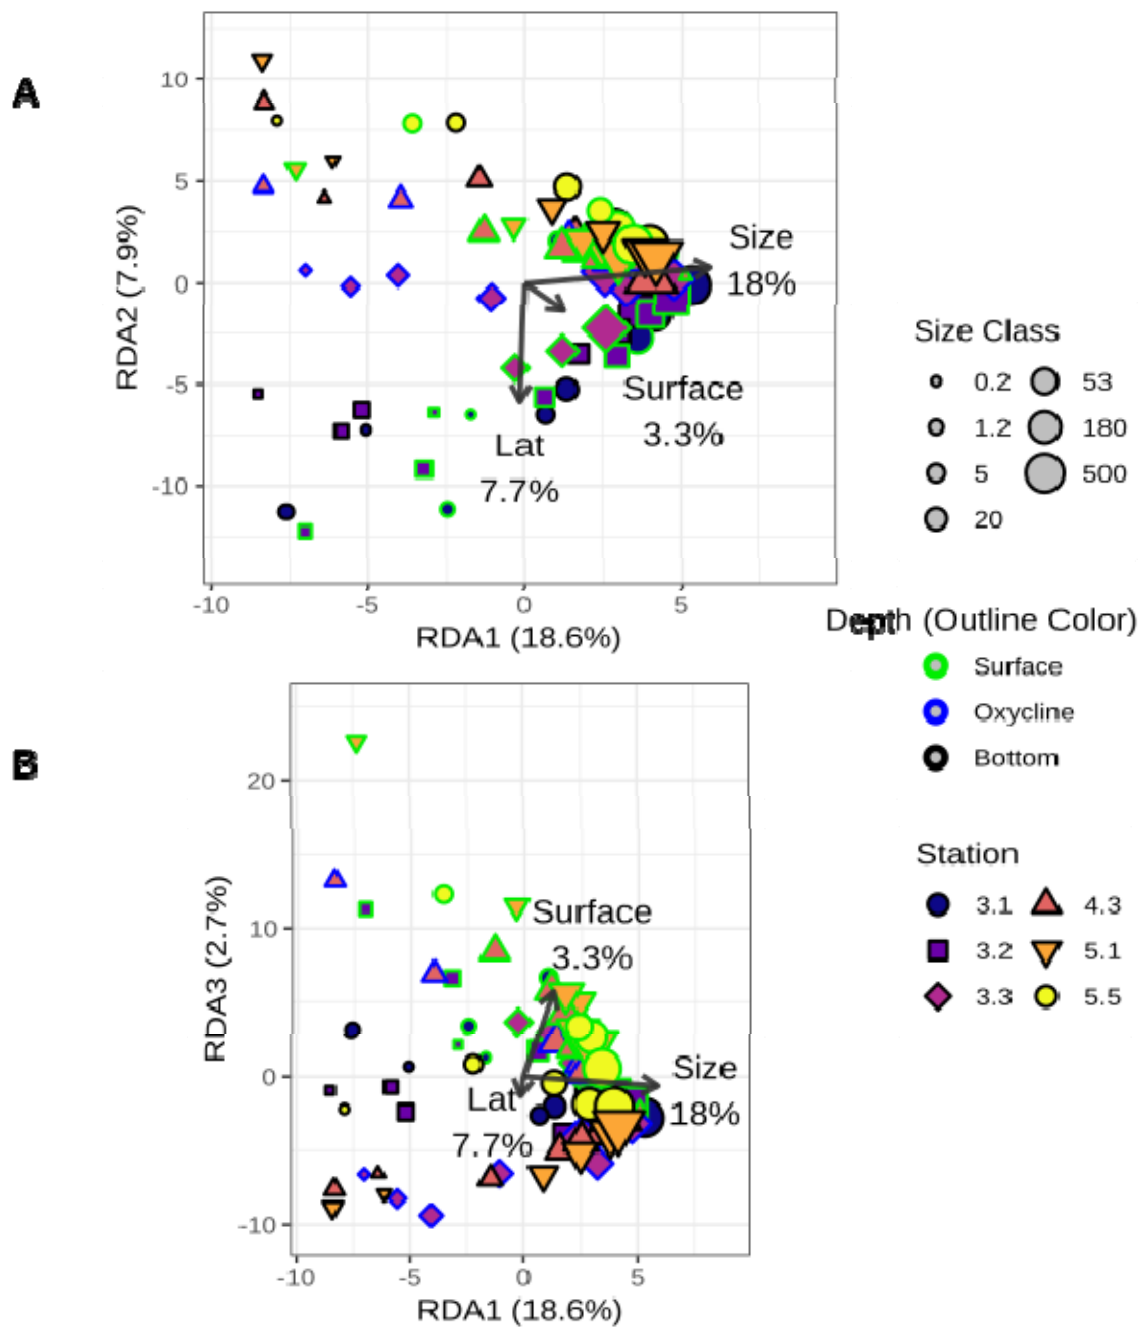 A
10
5
0
-5
-10
RDA2 (7.9%)
Size
18%
Surface
3.3%
Lat
7.7%
-10
-5
0
5
RDA1 (18.6%)
Size Class
0.2
53
1.2
180
5
500
20
Depth (Outline Color)
Surface
Oxycline
Bottom
Station
3.1
4.3
3.2
5.1
3.3
5.5
B
20
10
0
-10
RDA3 (2.7%)
Surface
3.3%
Size
18%
Lat
7.7%
-10
-5
0
5
RDA1 (18.6%)